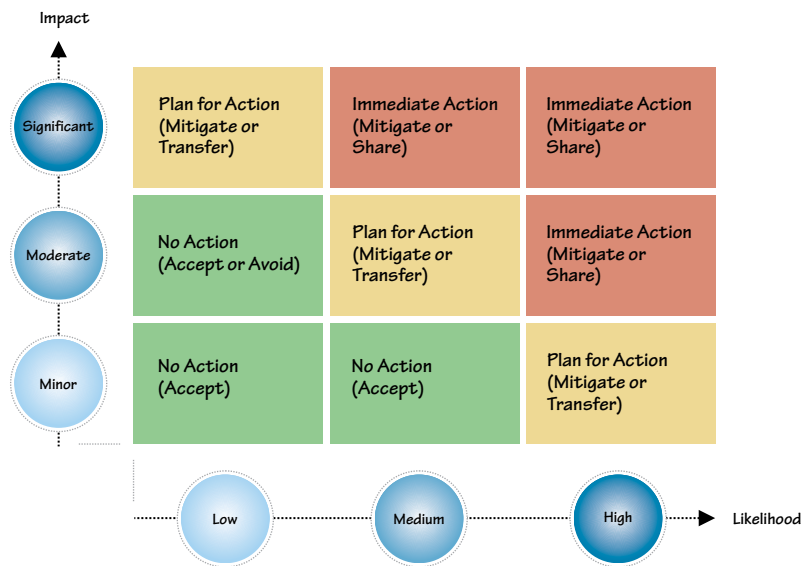 Impact
Significant
Plan for Action
(Mitigate or
Transfer)
Immediate Action
(Mitigate or
Share)
Immediate Action
(Mitigate or
Share)
Moderate
No Action
(Accept or Avoid)
Plan for Action
(Mitigate or
Transfer)
Immediate Action
(Mitigate or
Share)
Minor
No Action
(Accept)
No Action
(Accept)
Plan for Action
(Mitigate or
Transfer)
Low
Medium
High
Likelihood